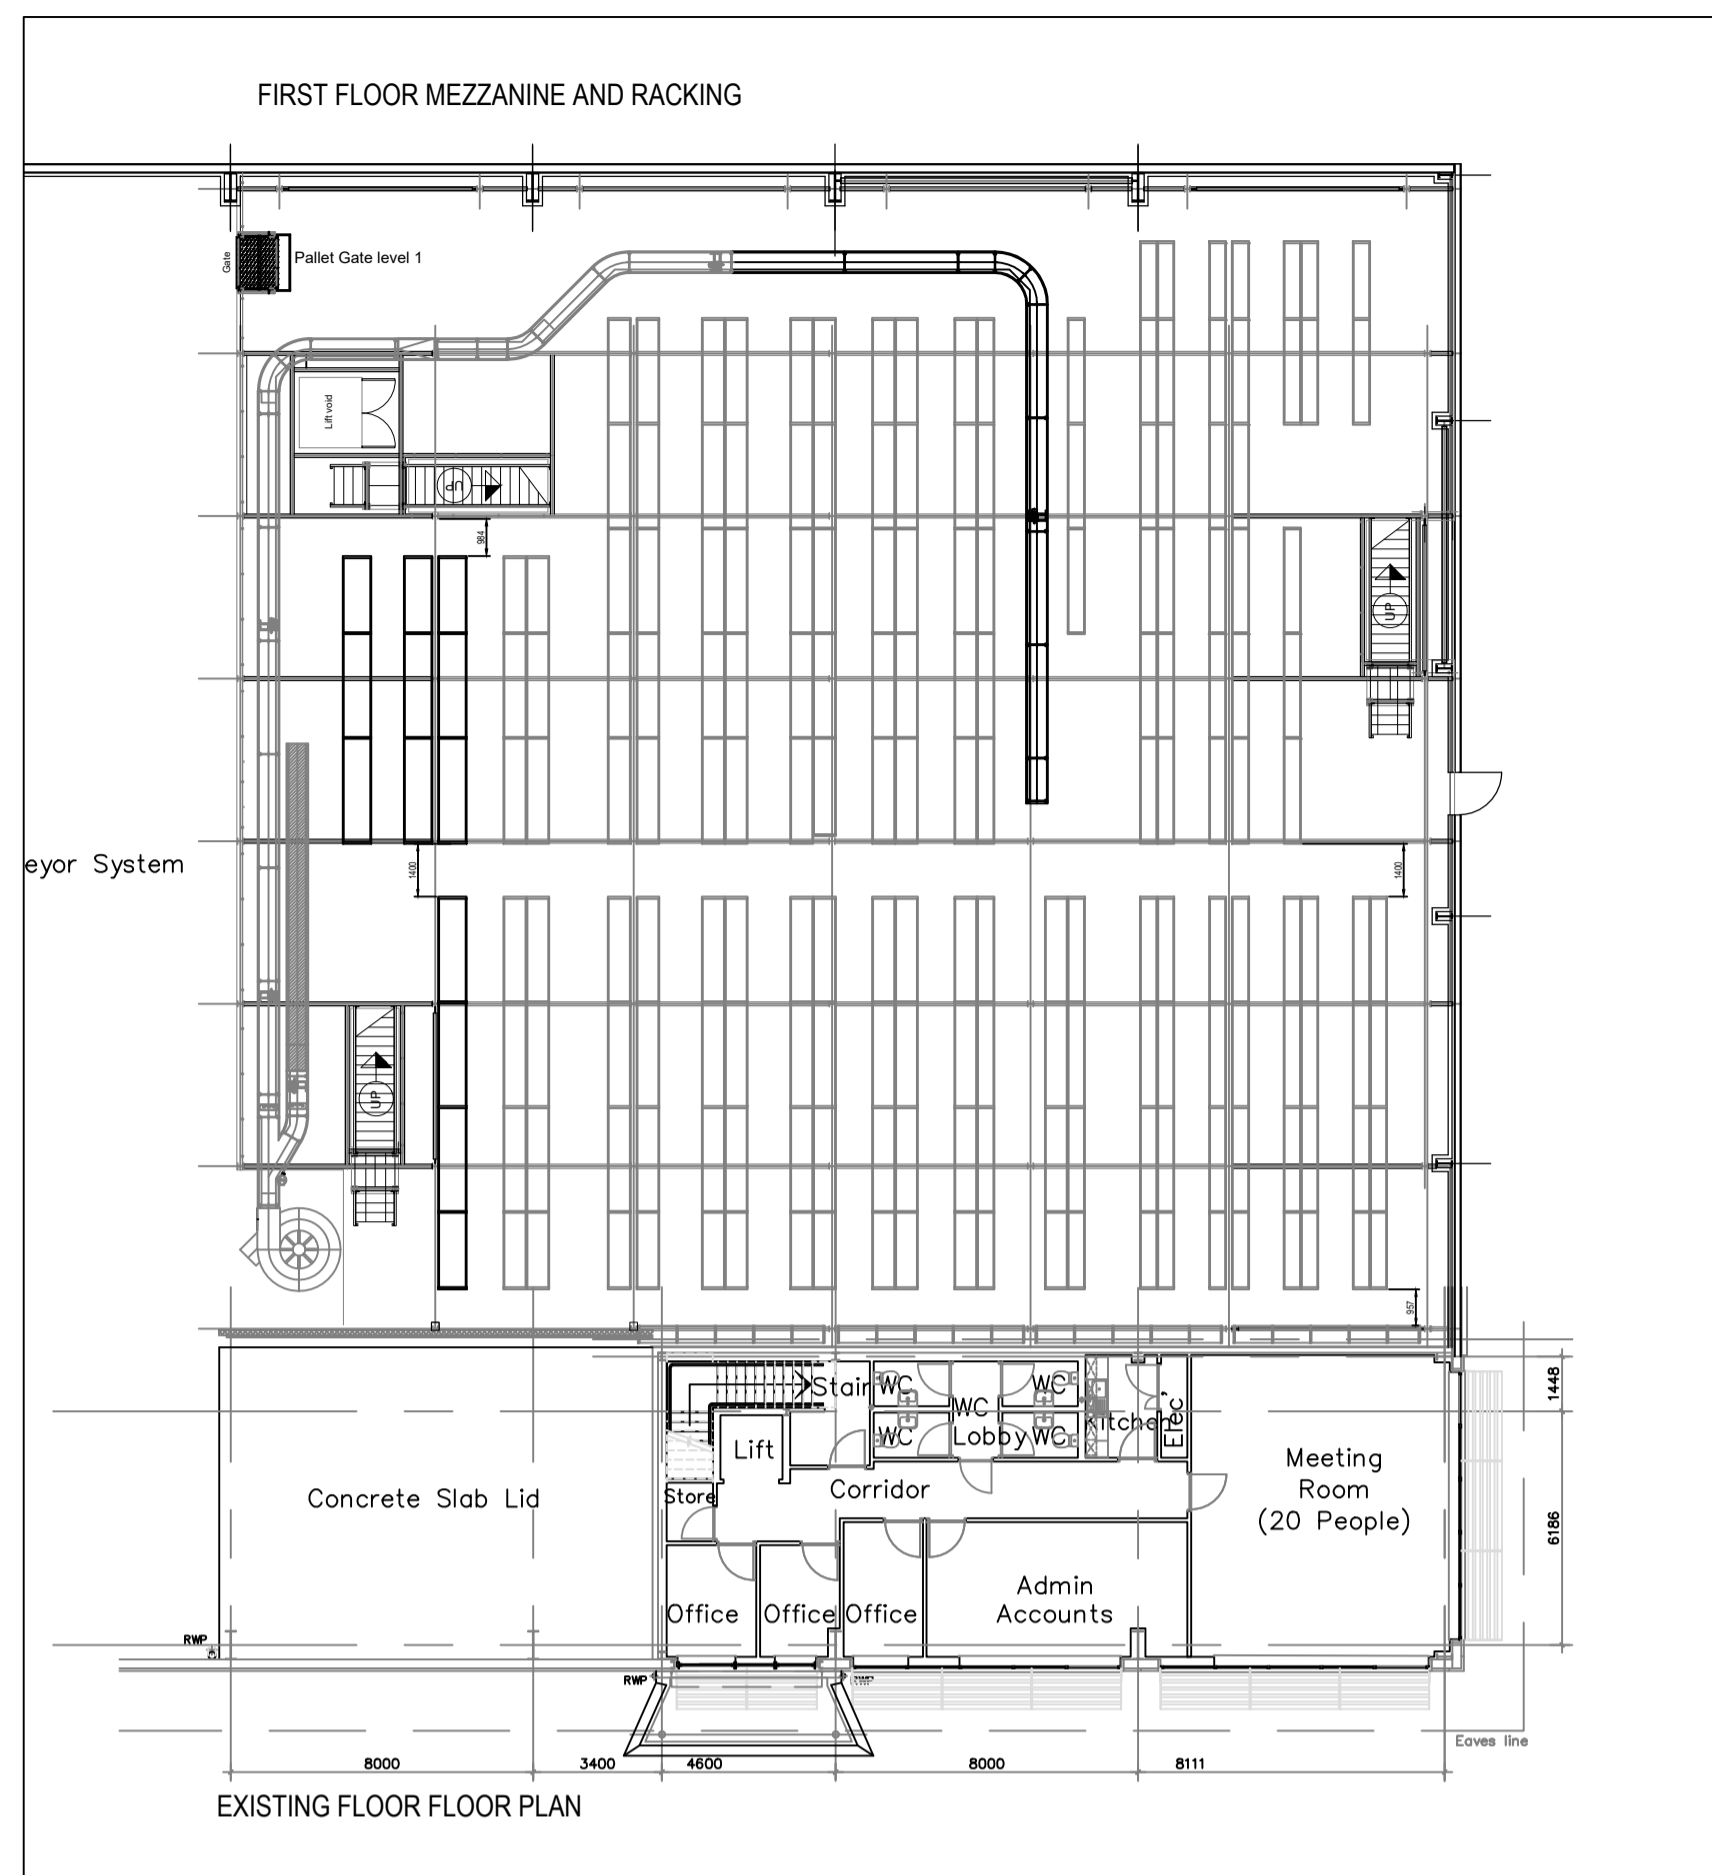 FIRST FLOOR MEZZANINE AND RACKING
Gate
Pallet Gate level 1
Lift void
UP
984
UP
eyor System
1400
1400
UP
957
Stair
WC
WC
WC
Lobby
WC
WC
Kitchen
Elec'
1448
Lift
Meeting
Room
(20 People)
Store
Corridor
Concrete Slab Lid
6186
Office
Office
Office
Admin
Accounts
RWP
RWP
RWP
Eaves line
8000
3400
4600
8000
8111
EXISTING FLOOR FLOOR PLAN